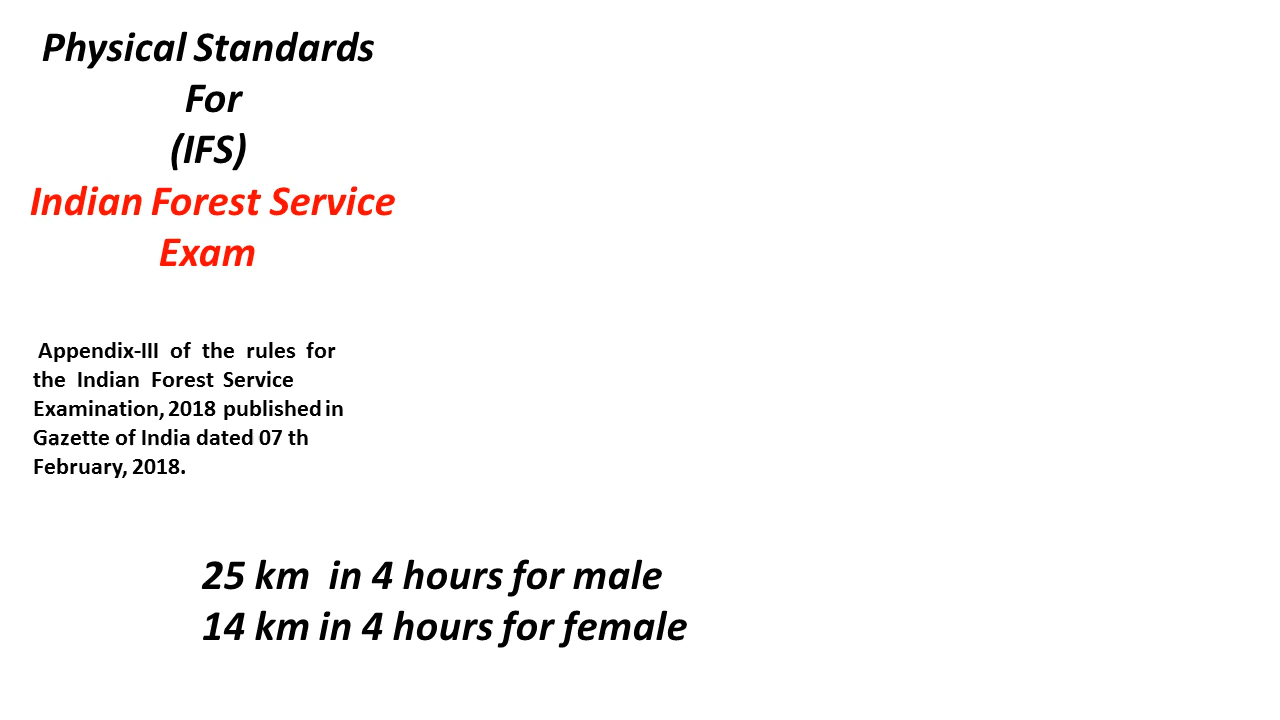 Physical Standards
For
(IFS)
Indian Forest Service
Exam
Appendix-III of the rules for
the Indian Forest Service
Examination, 2018 published in
Gazette of India dated 07 th
February, 2018.
25 km in 4 hours for male
14 km in 4 hours for female